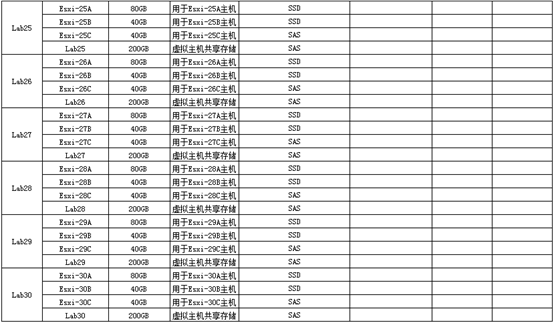 Lab25
Esxi-25A 80GB 用于Esxi-25A主机 SSD
Esxi-25B 40GB 用于Esxi-25B主机 SSD
Esxi-25C 40GB 用于Esxi-25C主机 SAS
Lab25 200GB 虚拟主机共享存储 SAS
Lab26
Esxi-26A 80GB 用于Esxi-26A主机 SSD
Esxi-26B 40GB 用于Esxi-26B主机 SSD
Esxi-26C 40GB 用于Esxi-26C主机 SAS
Lab26 200GB 虚拟主机共享存储 SAS
Lab27
Esxi-27A 80GB 用于Esxi-27A主机 SSD
Esxi-27B 40GB 用于Esxi-27B主机 SSD
Esxi-27C 40GB 用于Esxi-27C主机 SAS
Lab27 200GB 虚拟主机共享存储 SAS
Lab28
Esxi-28A 80GB 用于Esxi-28A主机 SSD
Esxi-28B 40GB 用于Esxi-28B主机 SSD
Esxi-28C 40GB 用于Esxi-28C主机 SAS
Lab28 200GB 虚拟主机共享存储 SAS
Lab29
Esxi-29A 80GB 用于Esxi-29A主机 SSD
Esxi-29B 40GB 用于Esxi-29B主机 SSD
Esxi-29C 40GB 用于Esxi-29C主机 SAS
Lab29 200GB 虚拟主机共享存储 SAS
Lab30
Esxi-30A 80GB 用于Esxi-30A主机 SSD
Esxi-30B 40GB 用于Esxi-30B主机 SSD
Esxi-30C 40GB 用于Esxi-30C主机 SAS
Lab30 200GB 虚拟主机共享存储 SAS